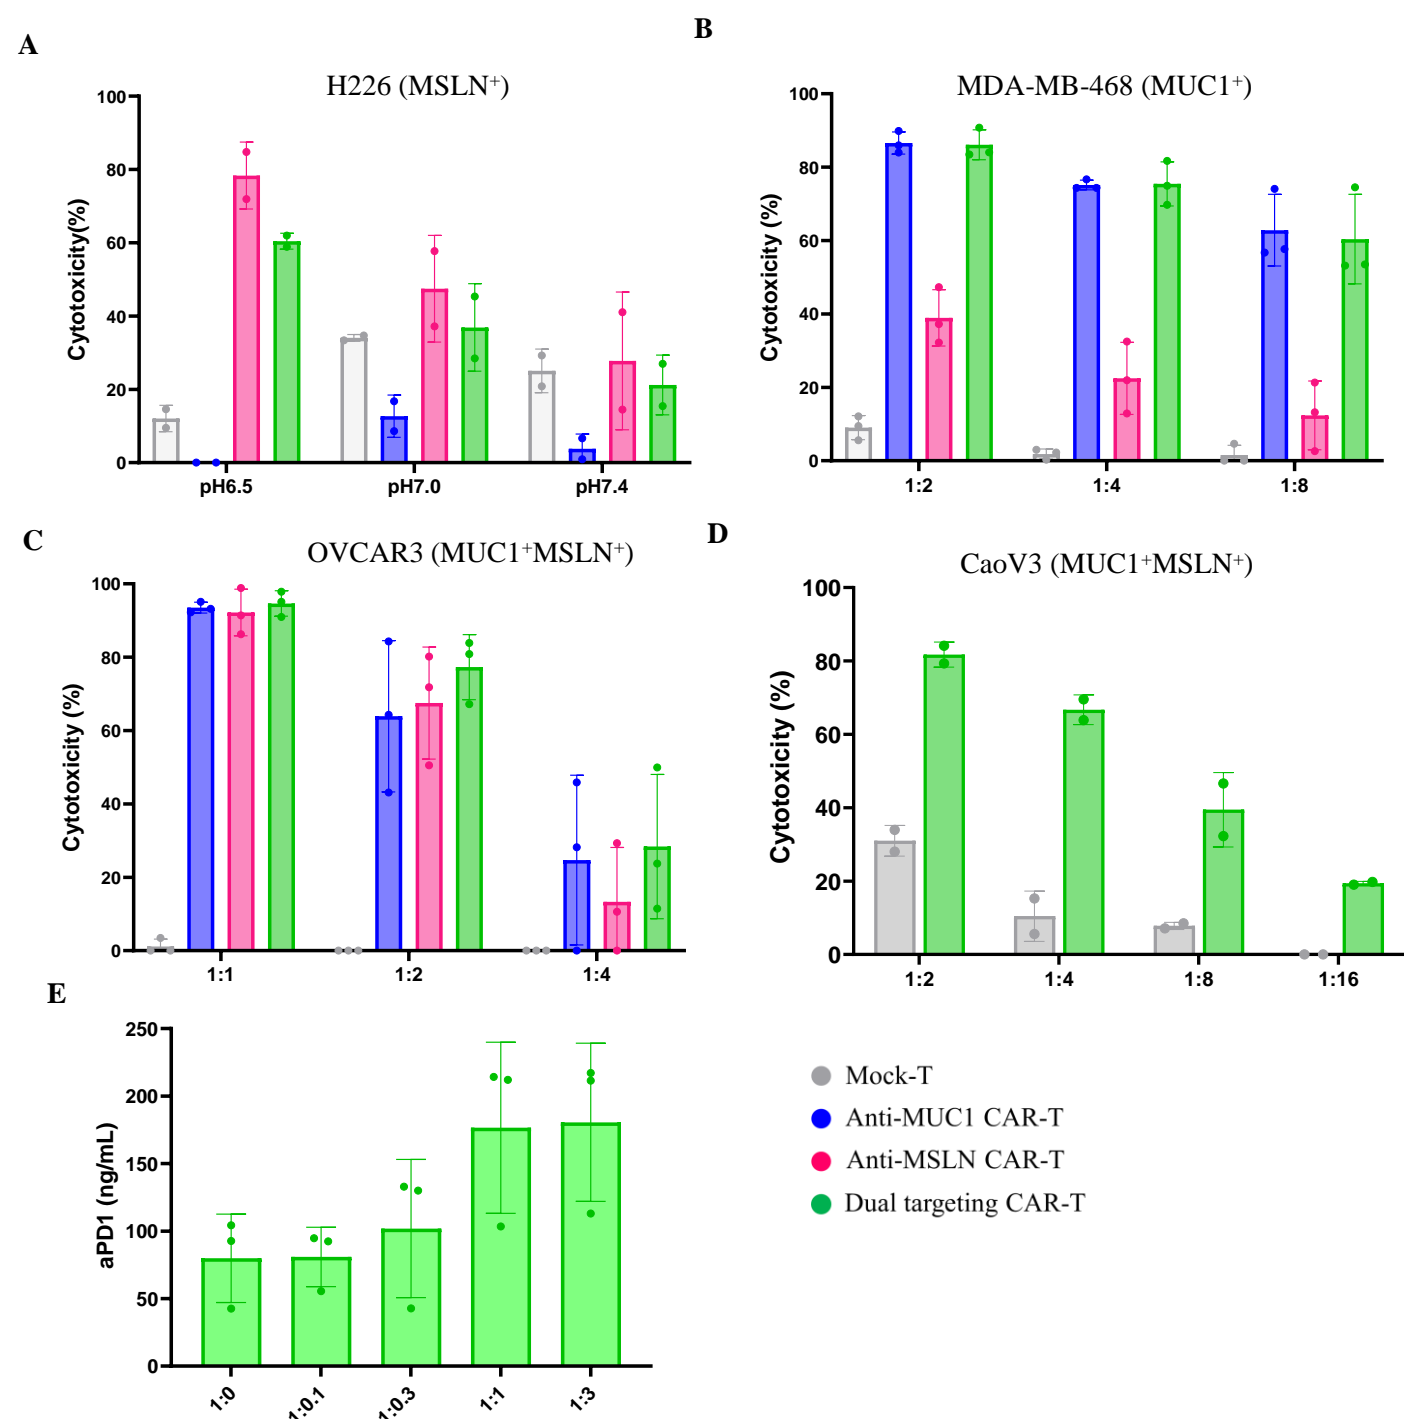 A
H226 (MSLN⁺)
Cytotoxicity(%)
100
80
60
40
20
0
pH6.5 pH7.0 pH7.4
B
MDA-MB-468 (MUC1⁺)
Cytotoxicity (%)
100
80
60
40
20
0
1:2 1:4 1:8
C
OVCAR3 (MUC1⁺MSLN⁺)
Cytotoxicity (%)
100
80
60
40
20
0
1:1 1:2 1:4
D
CaoV3 (MUC1⁺MSLN⁺)
Cytotoxicity (%)
100
80
60
40
20
0
1:2 1:4 1:8 1:16
E
aPD1 (ng/mL)
250
200
150
100
50
0
1:0 1:0.1 1:0.3 1:1 1:3
Mock-T
Anti-MUC1 CAR-T
Anti-MSLN CAR-T
Dual targeting CAR-T